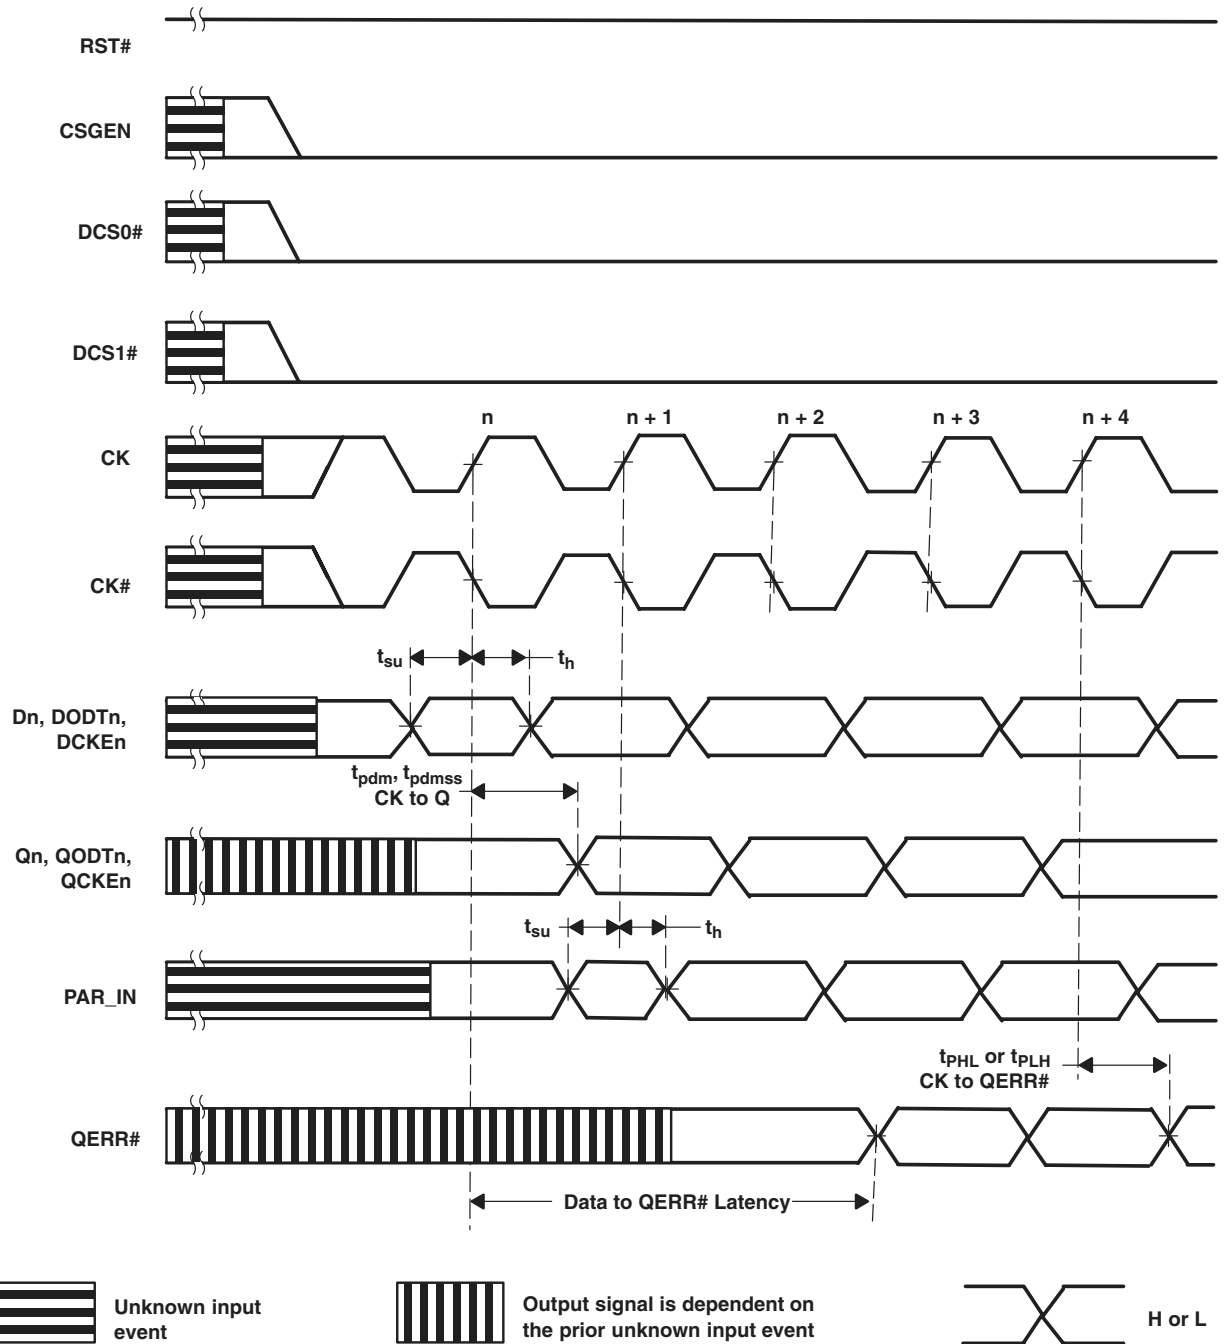 RST#
CSGEN
DCS0#
DCS1#
n
n + 1
n + 2
n + 3
n + 4
CK
CK#
tsu
th
Dn, DODTn,
DCKEn
tpdm, tpdmss
CK to Q
Qn, QODTn,
QCKEn
tsu
th
PAR_IN
tPHL or tPLH
CK to QERR#
QERR#
Data to QERR# Latency
Unknown input
event
Output signal is dependent on
the prior unknown input event
H or L